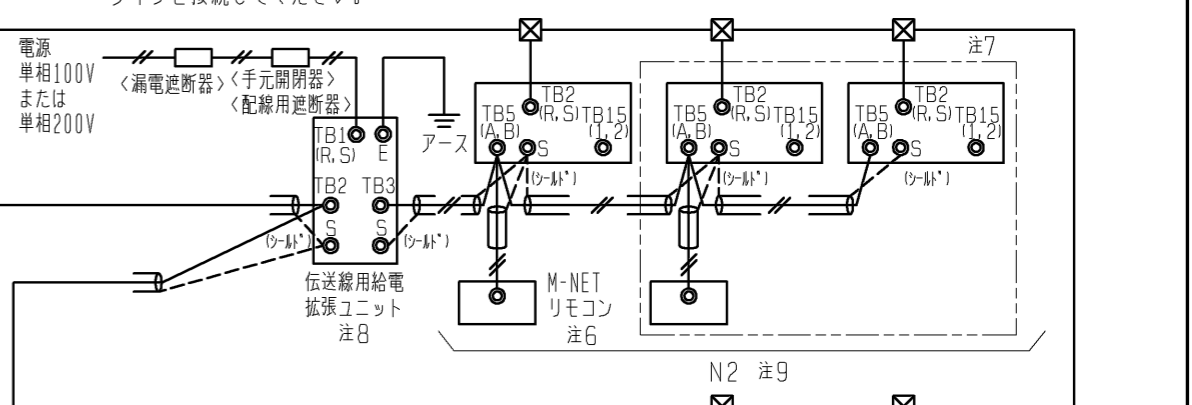 ラインと接続してください。
電源
単相100V
または
単相200V
〈漏電遮断器〉
〈手元開閉器〉
〈配線用遮断器〉
アース
TB1
(R, S)
E
TB2
TB3
S
S
(シールド)
(シールド)
伝送線用給電
拡張ユニット
注8
TB2
TB5
(R, S)
TB15
(A, B)
(1, 2)
S
(シールド)
M-NET
リモコン
注6
注7
TB2
TB5
(R, S)
TB15
(A, B)
(1, 2)
S
(シールド)
TB2
TB5
(R, S)
TB15
(A, B)
(1, 2)
S
(シールド)
N2 注9